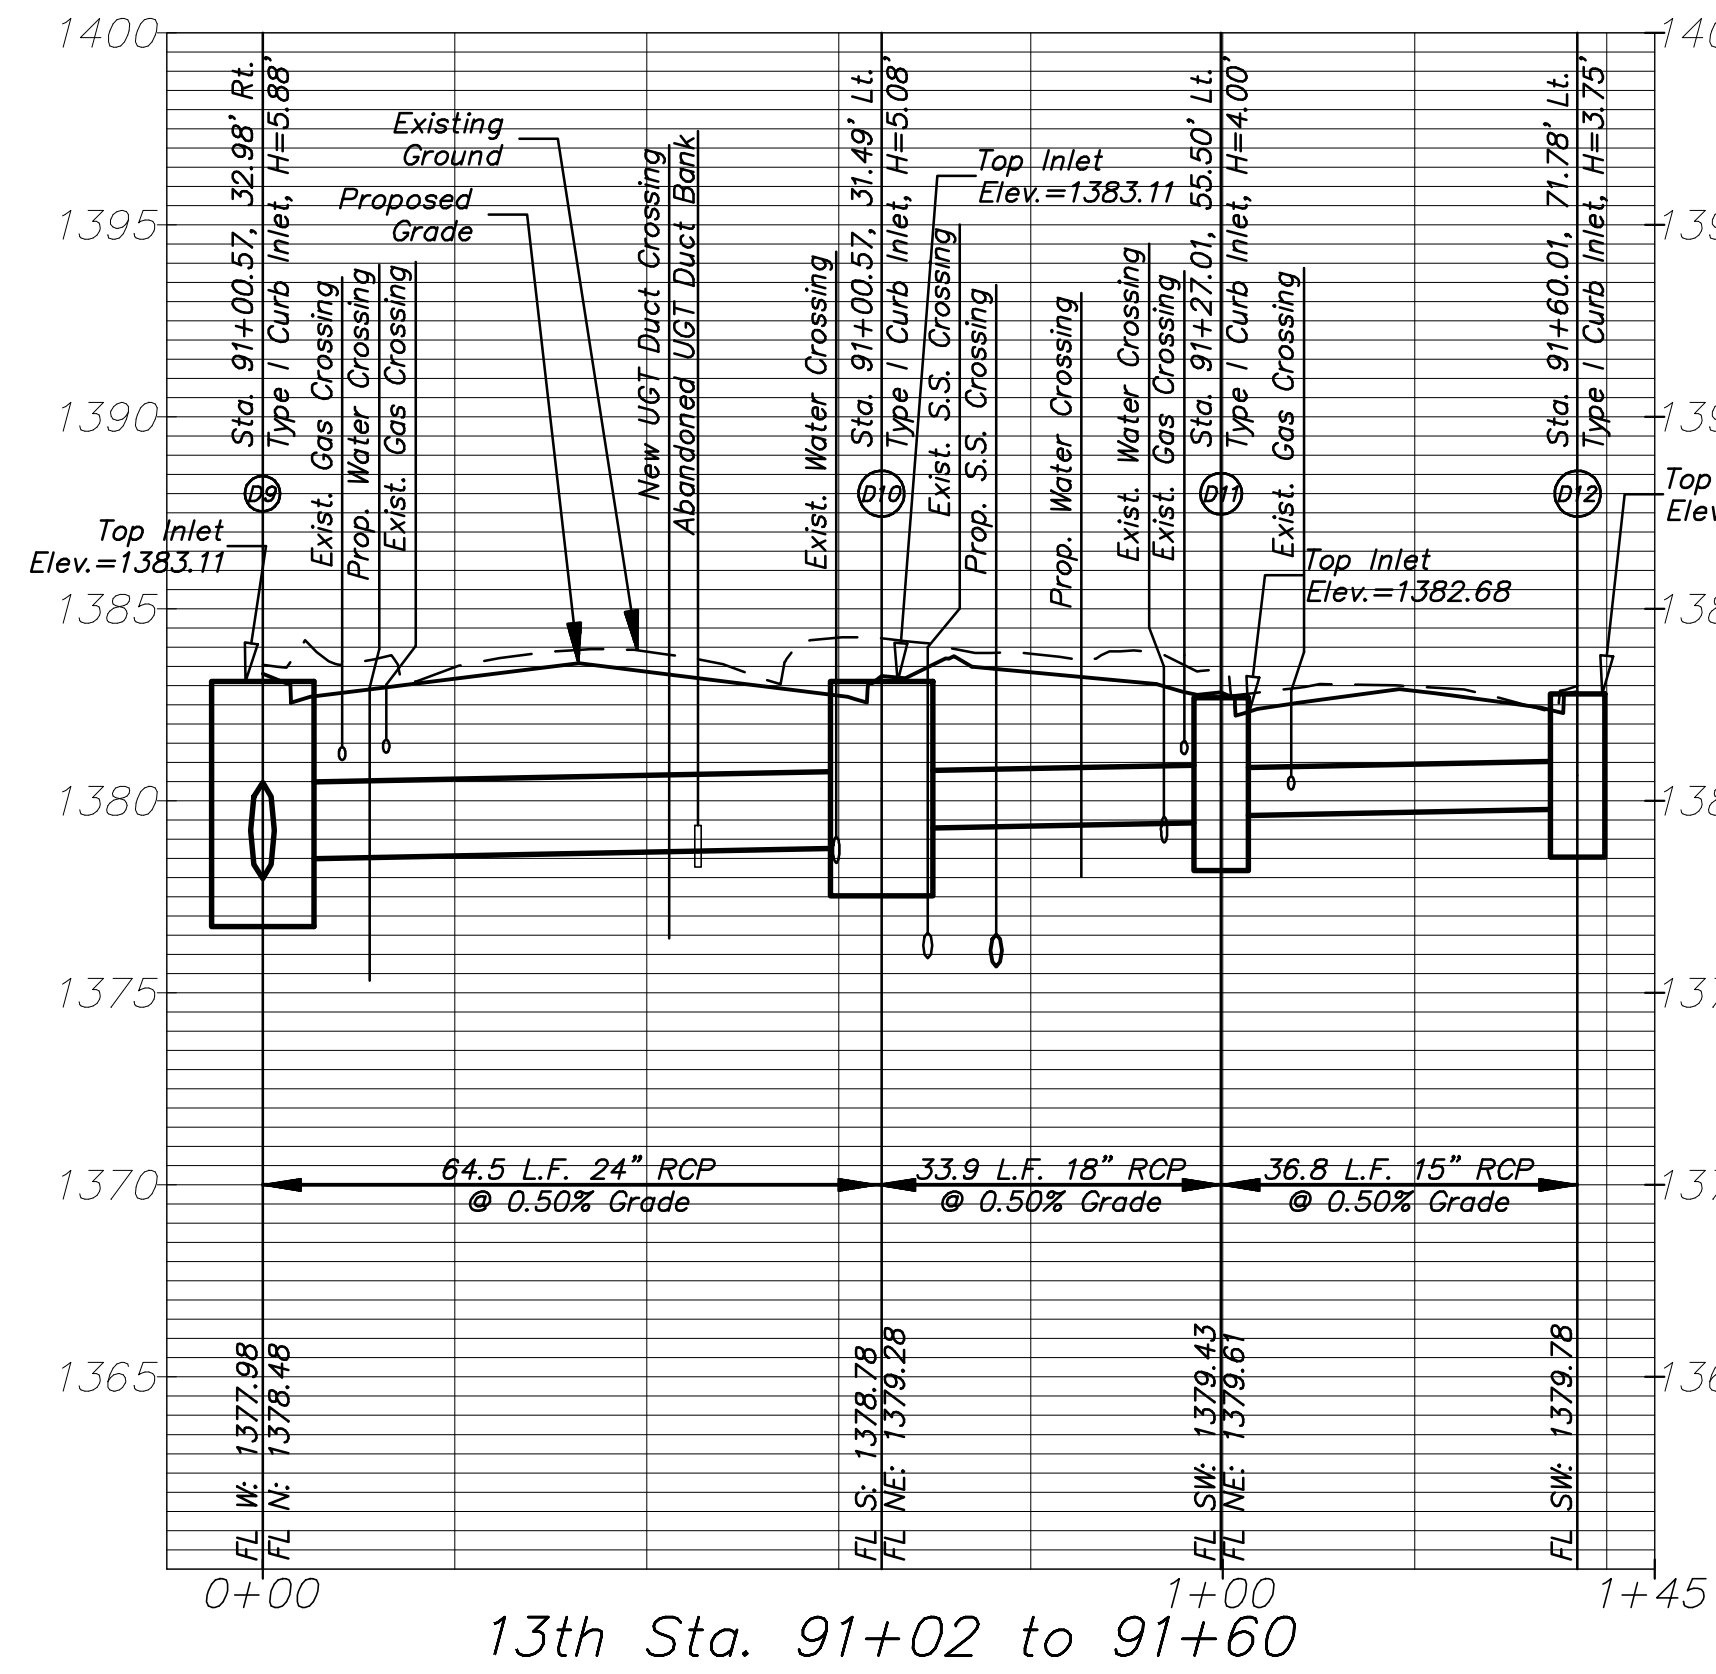 1400
1395
1390
1385
1380
1375
1370
1365
Sta. 91+00.57, 32.98' Rt.
Type I Curb Inlet, H=5.88'
D9
Top Inlet
Elev.=1383.11
Exist. Gas Crossing
Prop. Water Crossing
Exist. Gas Crossing
Existing
Ground
Proposed
Grade
New UGT Duct Crossing
Abandoned UGT Duct Bank
Exist. Water Crossing
Sta. 91+00.57, 31.49' Lt.
Type I Curb Inlet, H=5.08'
D10
Top Inlet
Elev.=1383.11
Exist. S.S. Crossing
Prop. S.S. Crossing
Prop. Water Crossing
Exist. Water Crossing
Exist. Gas Crossing
Sta. 91+27.01, 55.50' Lt.
Type I Curb Inlet, H=4.00'
D11
Exist. Gas Crossing
Top Inlet
Elev.=1382.68
Sta. 91+60.01, 71.78' Lt.
Type I Curb Inlet, H=3.75'
D12
Top
Elev
64.5 L.F. 24" RCP
@ 0.50% Grade
33.9 L.F. 18" RCP
@ 0.50% Grade
36.8 L.F. 15" RCP
@ 0.50% Grade
FL W: 1377.98
FL N: 1378.48
FL S: 1378.78
FL NE: 1379.28
FL SW: 1379.43
FL NE: 1379.61
FL SW: 1379.78
0+00
1+00
1+45
13th Sta. 91+02 to 91+60